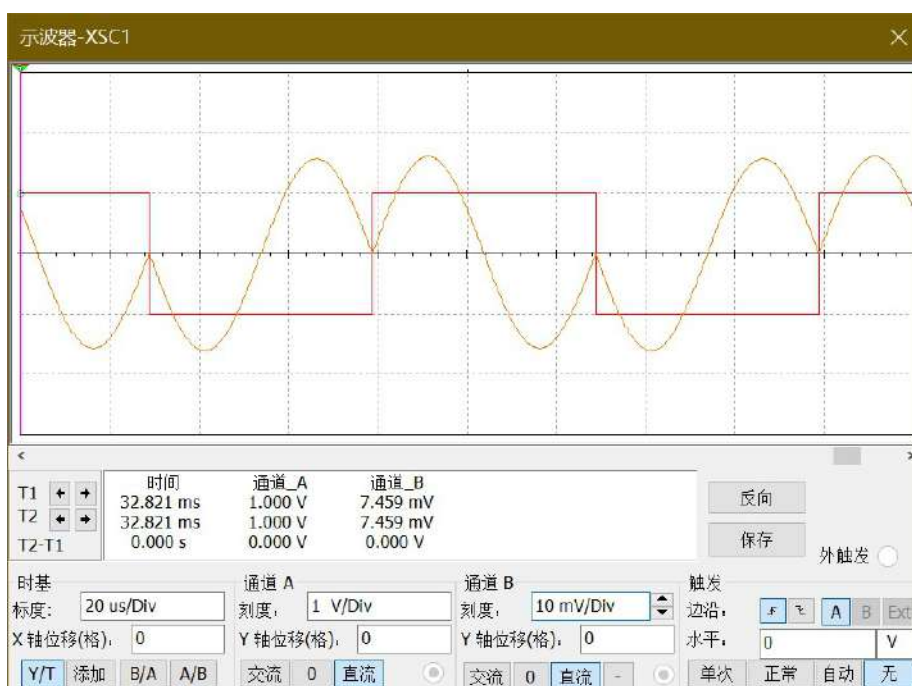 示波器-XSC1
时间 通道_A 通道_B
T1 32.821 ms 1.000 V 7.459 mV
T2 32.821 ms 1.000 V 7.459 mV
T2-T1 0.000 s 0.000 V 0.000 V
反向
保存
外触发
时基 通道 A 通道 B 触发
标度: 20 us/Div 刻度: 1 V/Div 刻度: 10 mV/Div 边沿: A B Ext
X 轴位移(格): 0 Y 轴位移(格): 0 Y 轴位移(格): 0 水平: 0 V
Y/T 添加 B/A A/B 交流 0 直流 交流 0 直流 - 单次 正常 自动 无